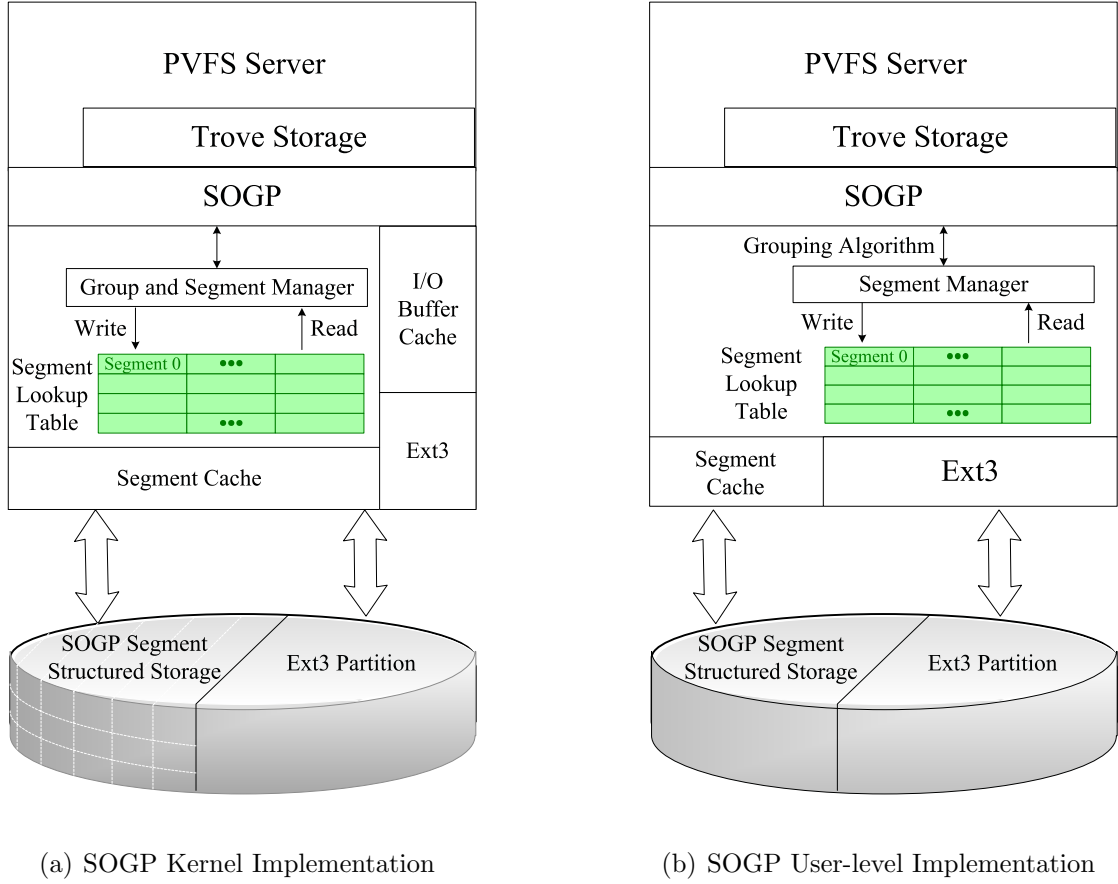 PVFS Server
Trove Storage
SOGP
Group and Segment Manager
Write
Read
Segment
Lookup
Table
Segment 0
•••
•••
I/O
Buffer
Cache
Ext3
Segment Cache
SOGP Segment
Structured Storage
Ext3 Partition
(a) SOGP Kernel Implementation
PVFS Server
Trove Storage
SOGP
Grouping Algorithm
Segment Manager
Write
Read
Segment
Lookup
Table
Segment 0
•••
•••
Segment
Cache
Ext3
SOGP Segment
Structured Storage
Ext3 Partition
(b) SOGP User-level Implementation